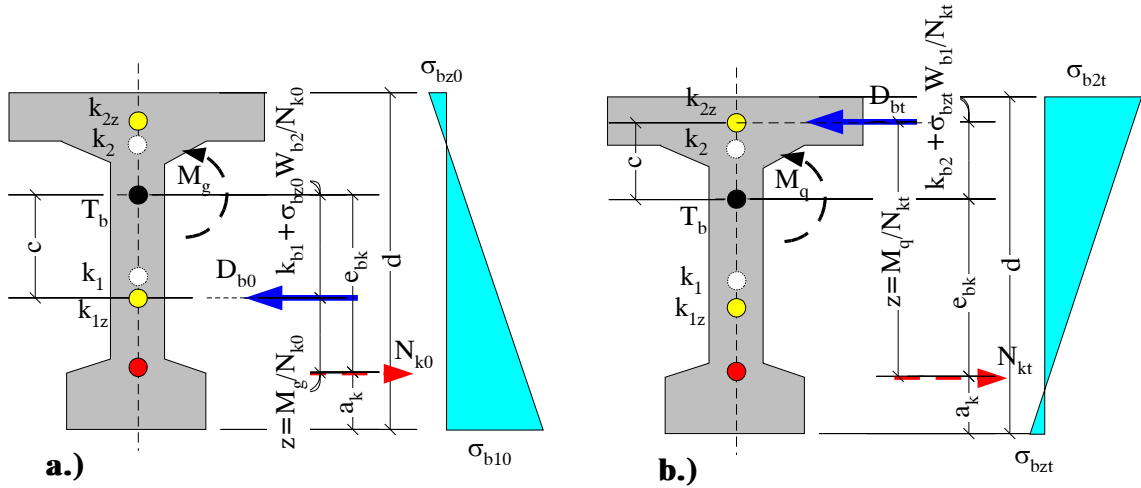 σbz0
k2z
k2
Mg
Tb
c
k1
k1z
Db0
kb1 + σbz0 Wb2/Nk0
z=Mg/Nk0
ebk
ak
d
Nk0
σb10
a.)
σb2t
k2z
k2
Dbt
Mq
Tb
c
k1
k1z
kb2 + σbzt Wb1/Nkt
z=Mq/Nkt
ebk
ak
d
Nkt
σbzt
b.)